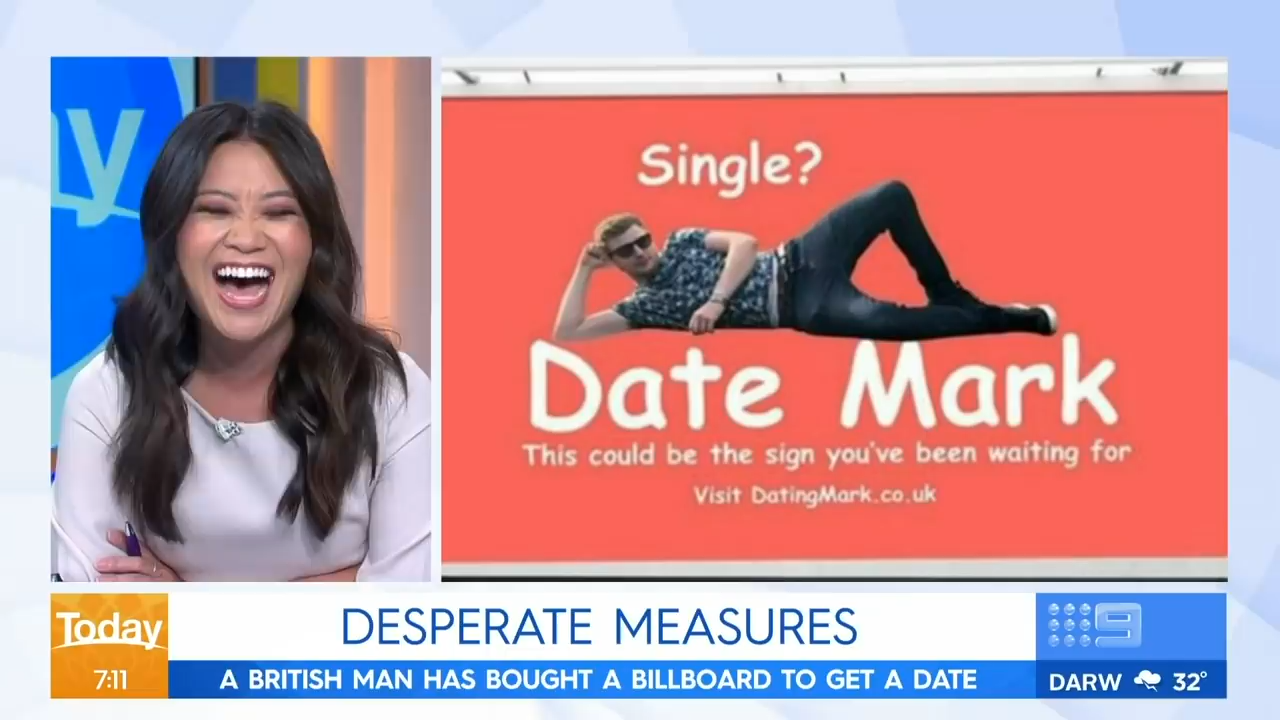 ay
Single?
Date Mark
This could be the sign you've been waiting for
Visit DatingMark.co.uk
Today
7:11
DESPERATE MEASURES
9
A BRITISH MAN HAS BOUGHT A BILLBOARD TO GET A DATE
DARW 32°